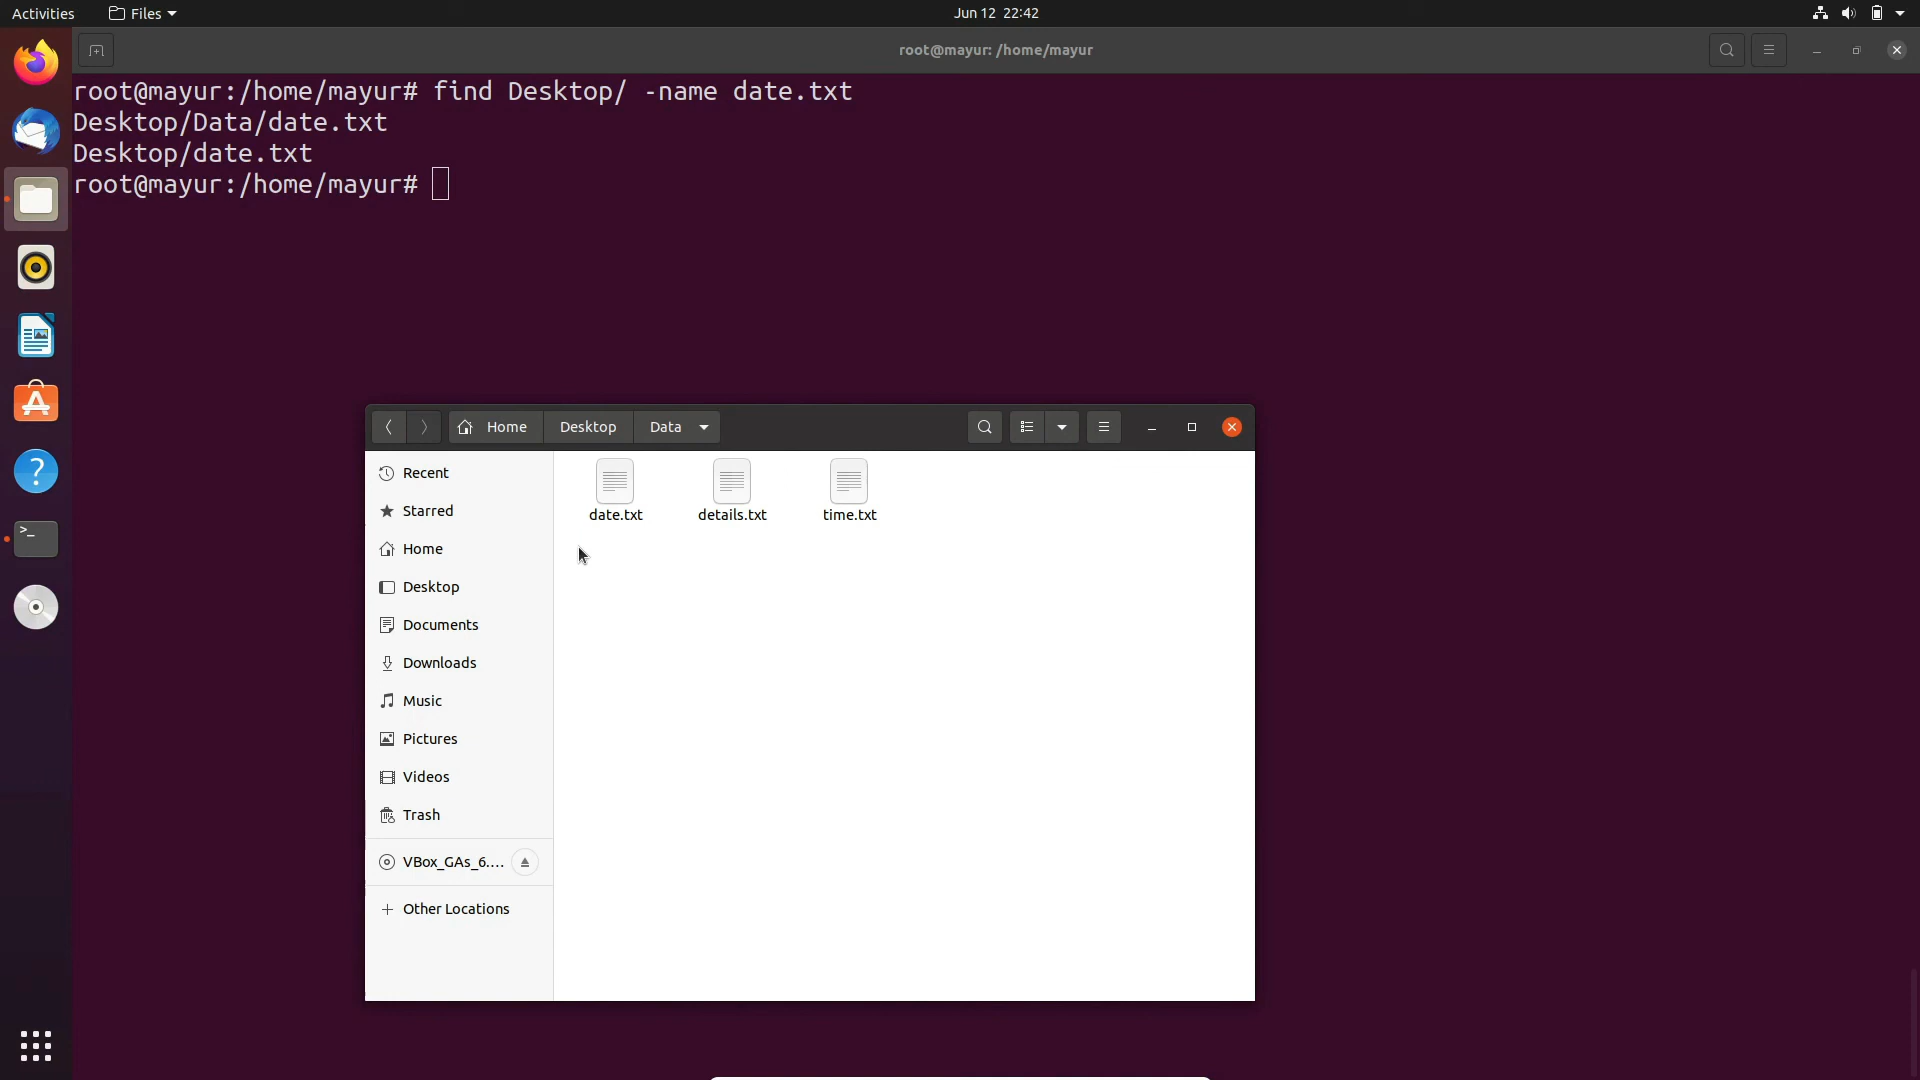 Activities
Files
Jun 12 22:42
root@mayur: /home/mayur
root@mayur:/home/mayur# find Desktop/ -name date.txt
Desktop/Data/date.txt
Desktop/date.txt
root@mayur:/home/mayur#
Home Desktop Data
Recent
Starred
Home
Desktop
Documents
Downloads
Music
Pictures
Videos
Trash
VBox_GAs_6....
Other Locations
date.txt details.txt time.txt